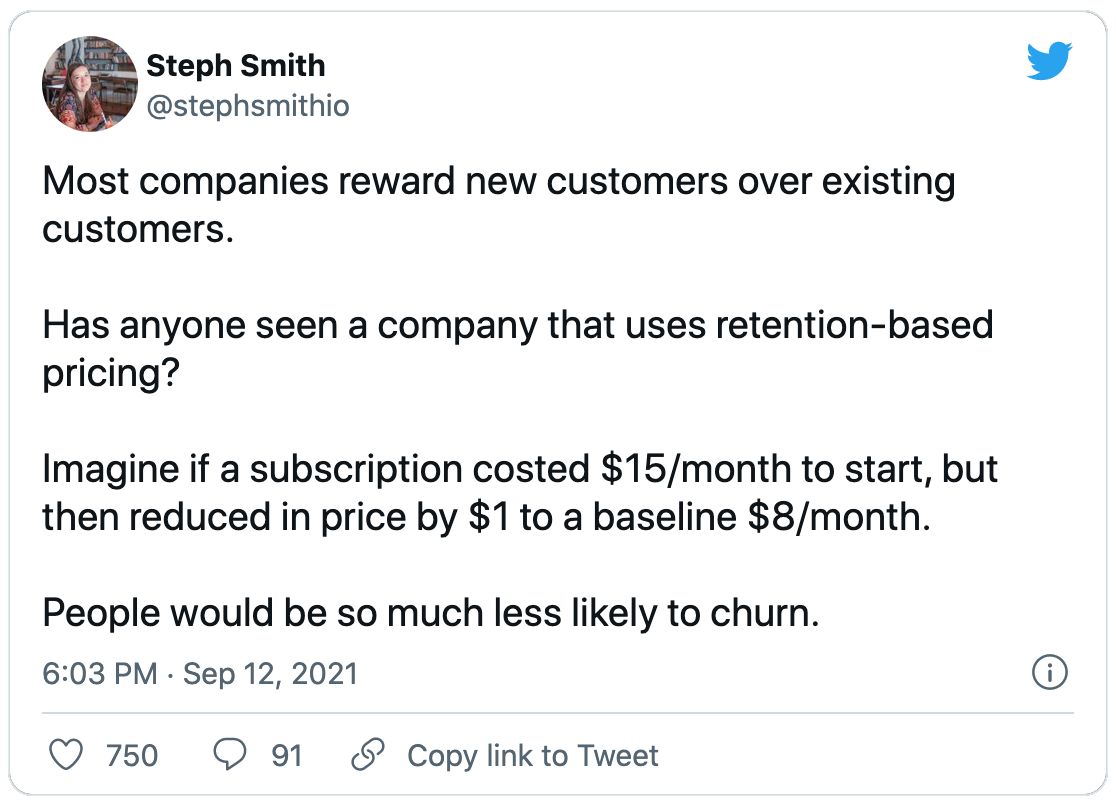 Steph Smith
@stephsmithio
Most companies reward new customers over existing
customers.
Has anyone seen a company that uses retention-based
pricing?
Imagine if a subscription costed $15/month to start, but
then reduced in price by $1 to a baseline $8/month.
People would be so much less likely to churn.
6:03 PM · Sep 12, 2021
750 91 Copy link to Tweet